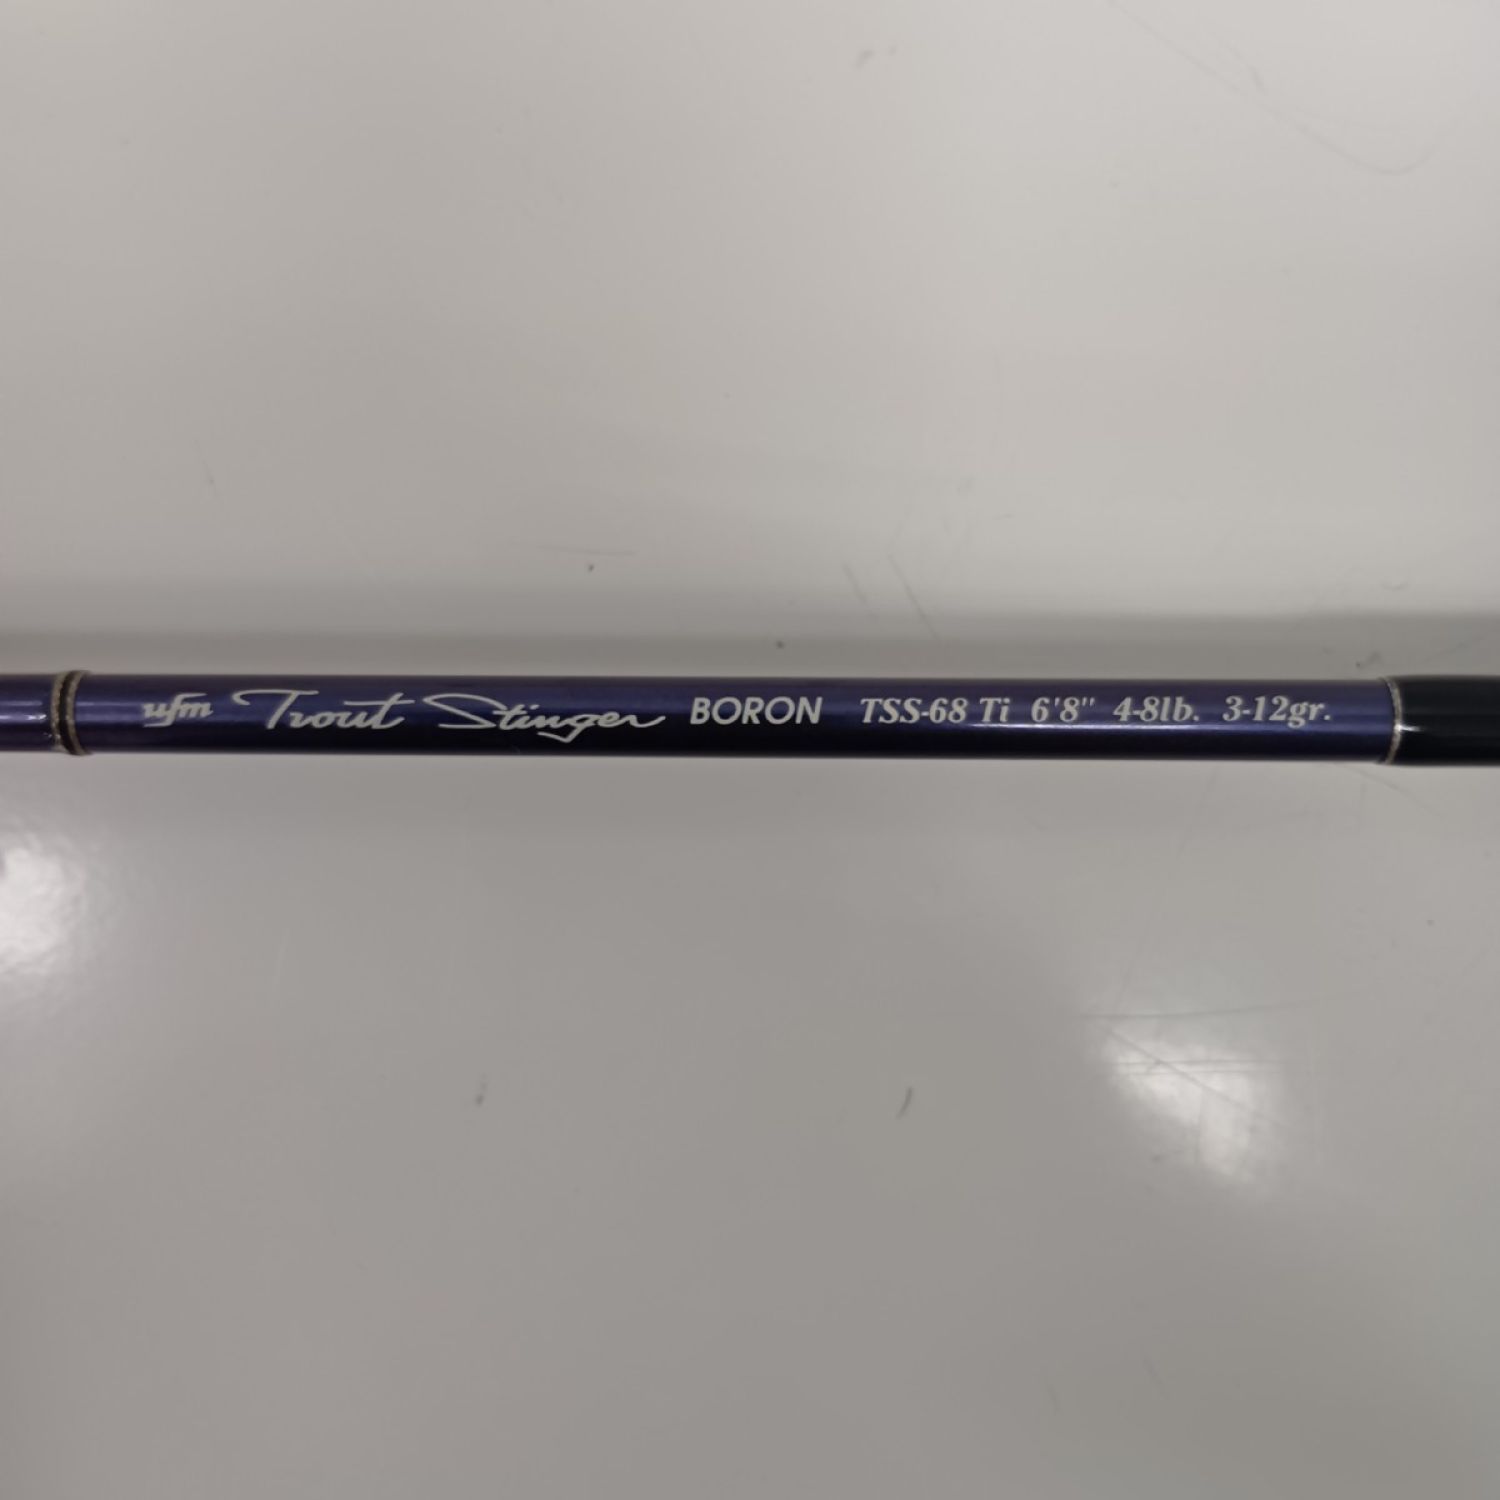 ufm Trout Stinger BORON TSS-68 Ti 6'8" 4-8lb. 3-12gr.